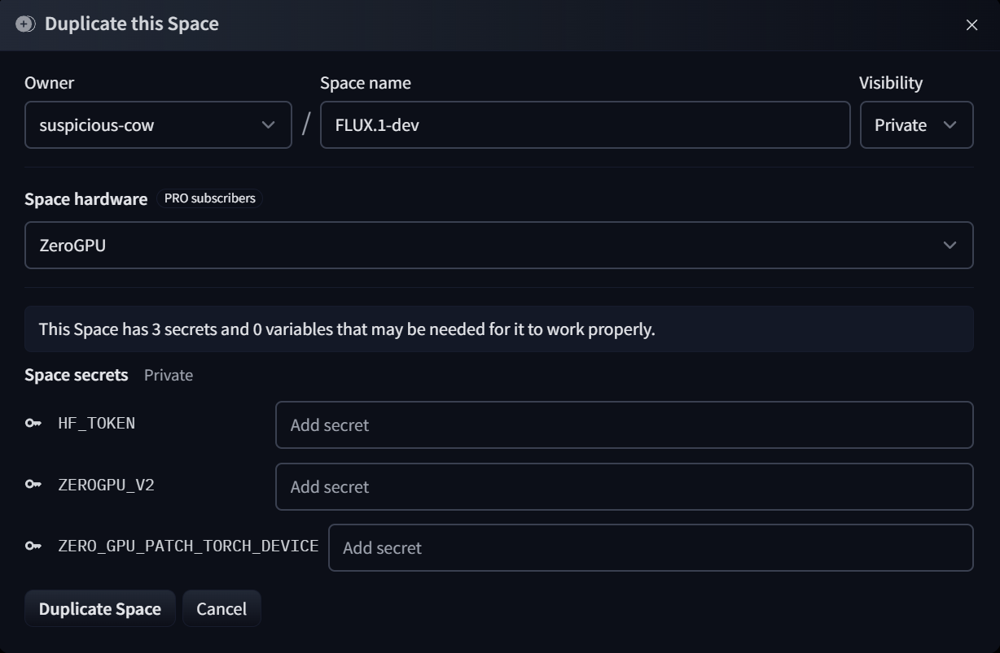 Duplicate this Space
Owner
Space name
Visibility
suspicious-cow
/
FLUX.1-dev
Private
Space hardware PRO subscribers
ZeroGPU
This Space has 3 secrets and 0 variables that may be needed for it to work properly.
Space secrets Private
HF_TOKEN Add secret
ZEROGPU_V2 Add secret
ZERO_GPU_PATCH_TORCH_DEVICE Add secret
Duplicate Space Cancel